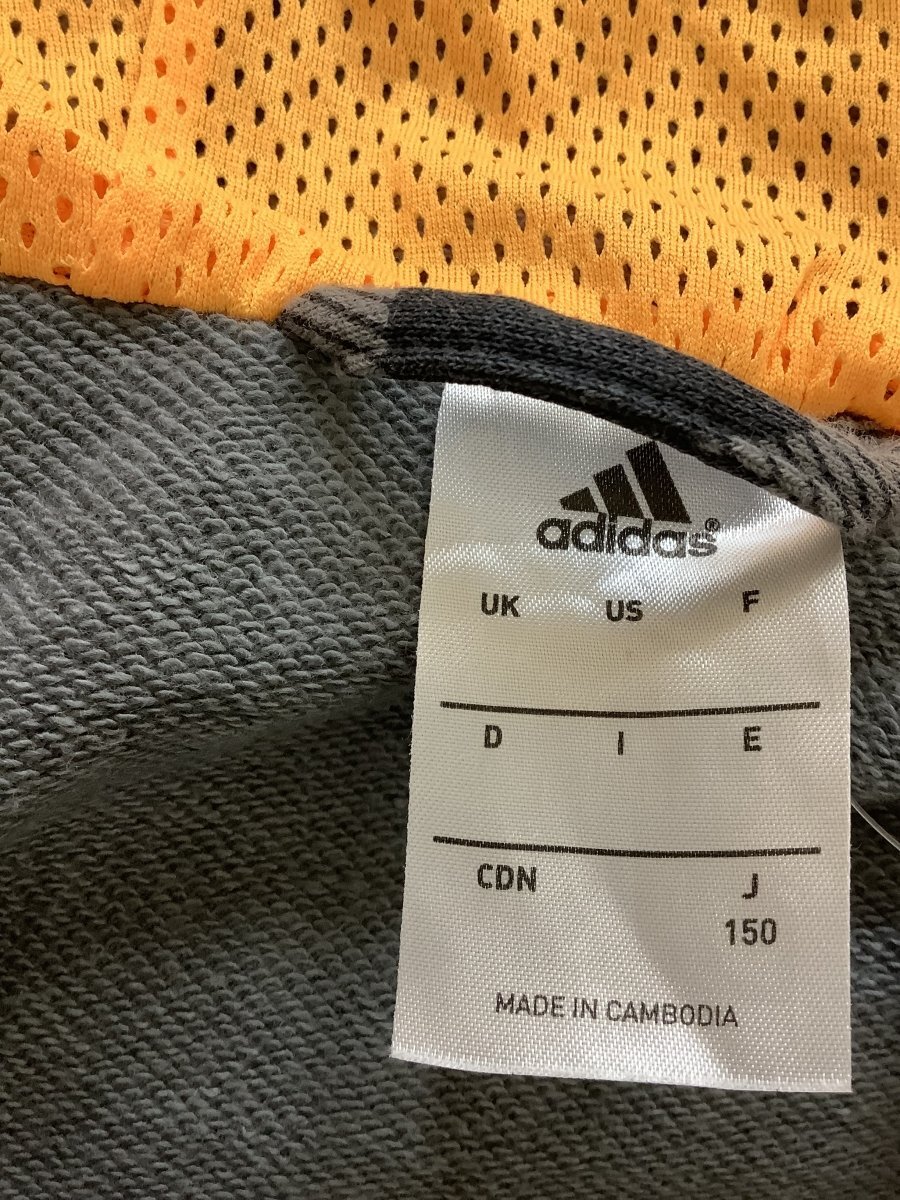 adidas®
UK US F
D I E
CDN J
150
MADE IN CAMBODIA